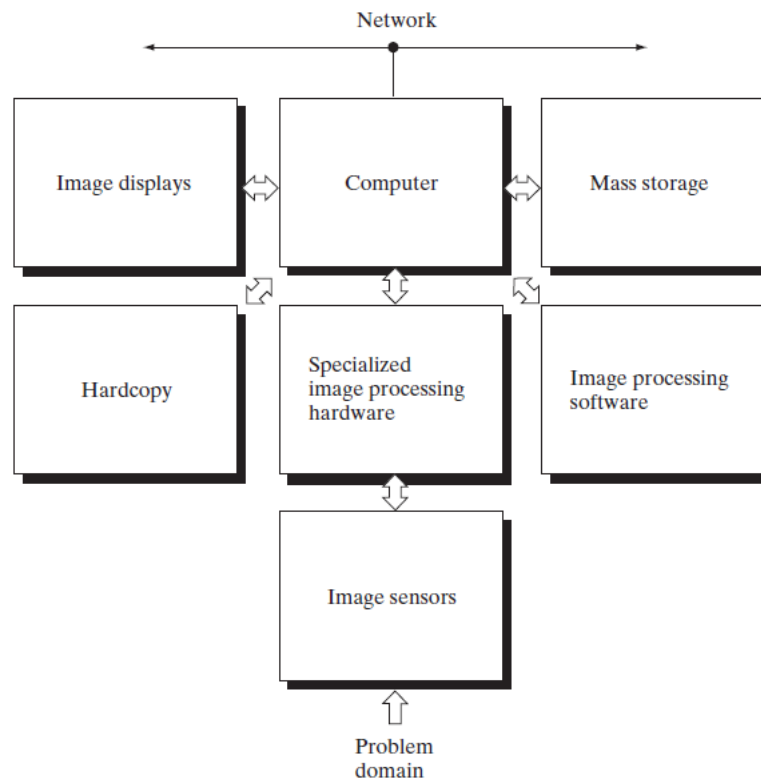 Network
Image displays
Computer
Mass storage
Hardcopy
Specialized
image processing
hardware
Image processing
software
Image sensors
Problem
domain